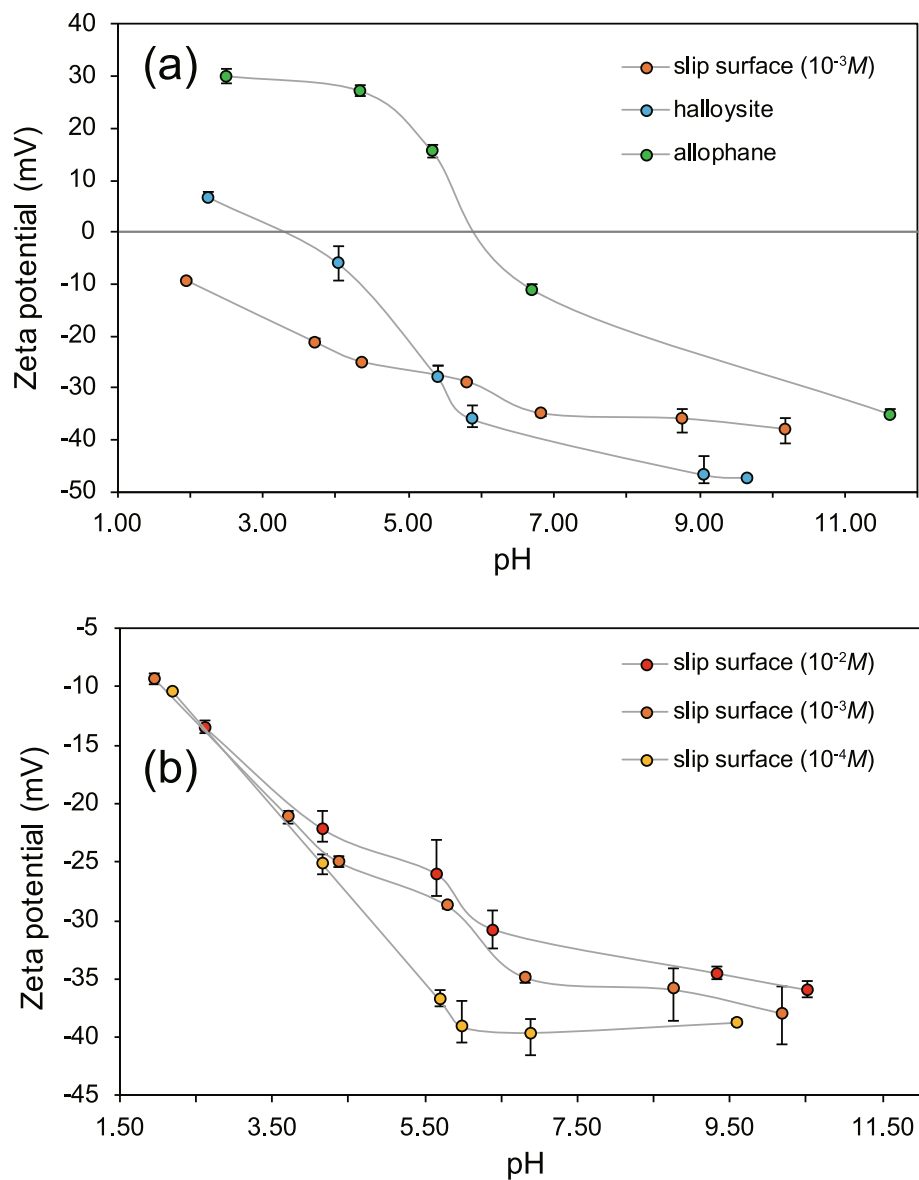 (a)
Zeta potential (mV)
40
30
20
10
0
-10
-20
-30
-40
-50
slip surface (10⁻³M)
halloysite
allophane
1.00 3.00 5.00 7.00 9.00 11.00
pH
(b)
Zeta potential (mV)
-5
-10
-15
-20
-25
-30
-35
-40
-45
slip surface (10⁻²M)
slip surface (10⁻³M)
slip surface (10⁻⁴M)
1.50 3.50 5.50 7.50 9.50 11.50
pH